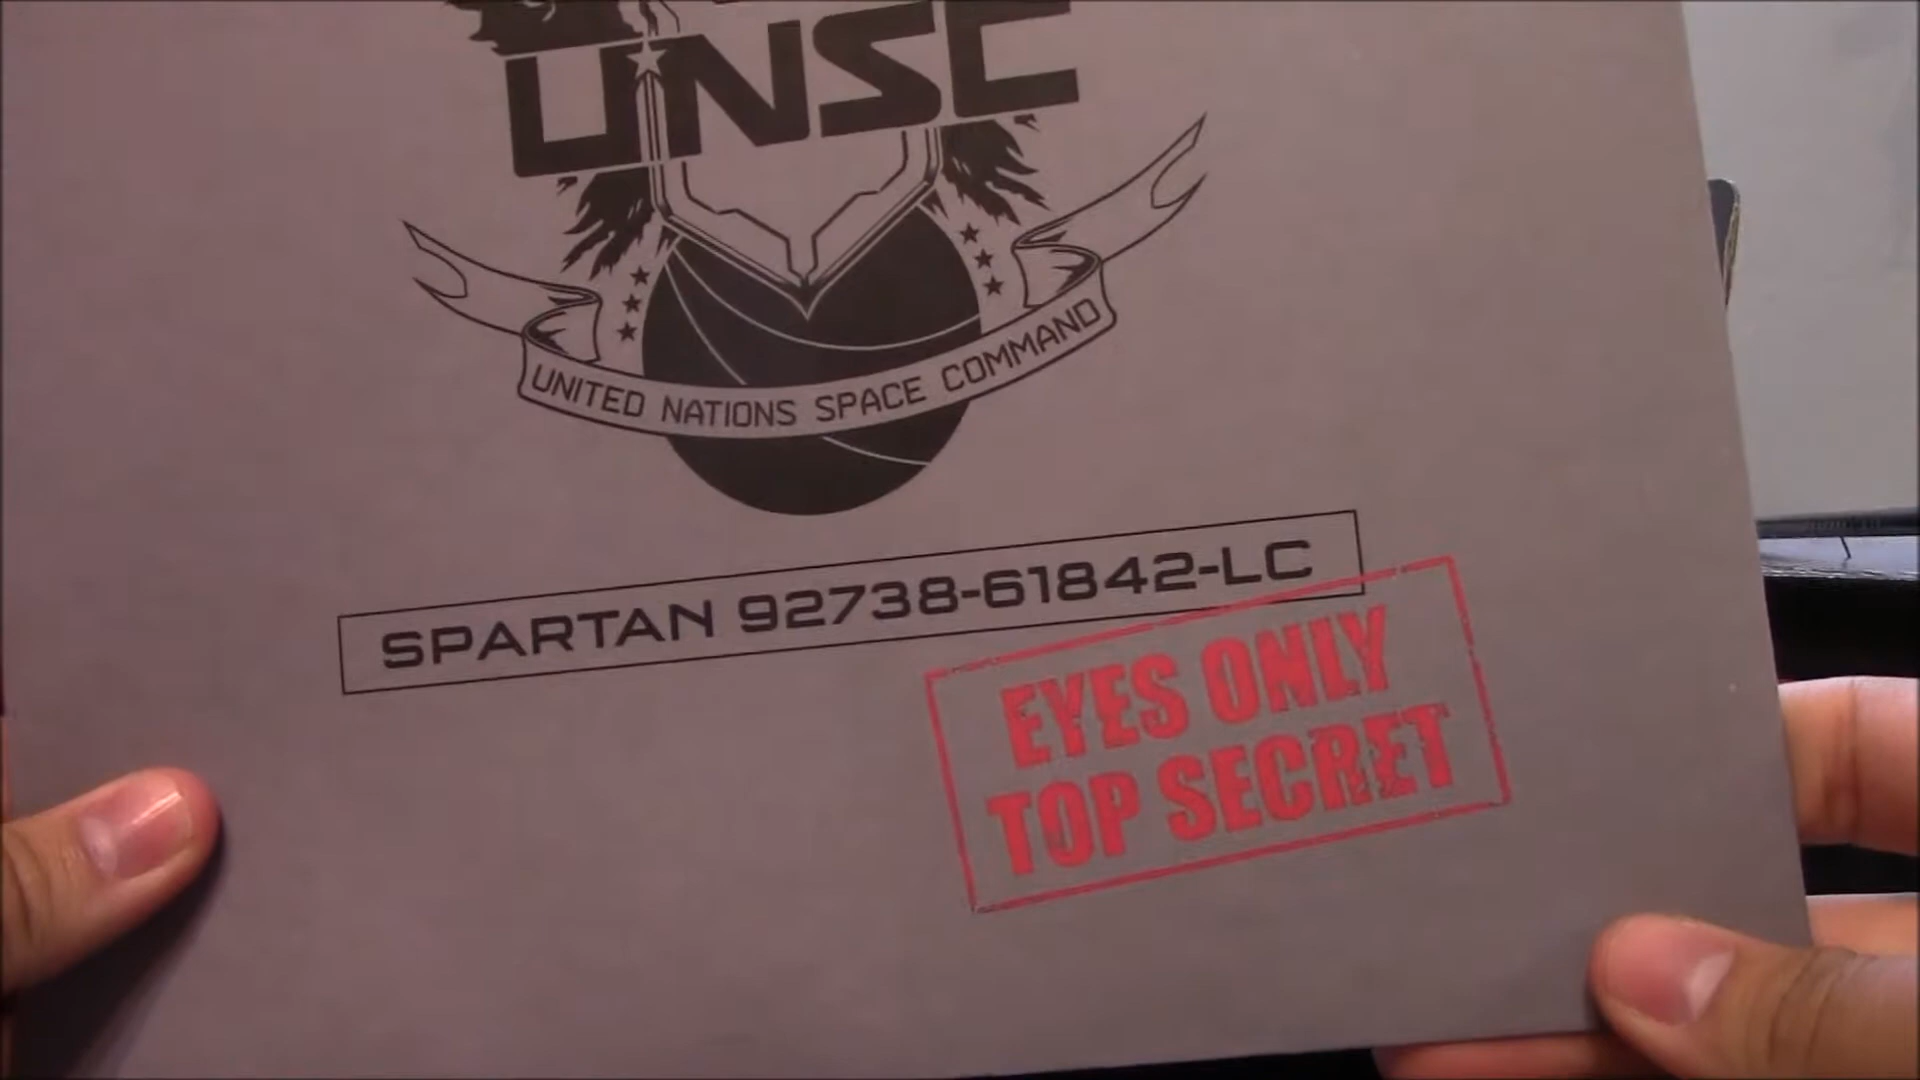 UNSC
UNITED NATIONS SPACE COMMAND
SPARTAN 92738-61842-LC
EYES ONLY
TOP SECRET